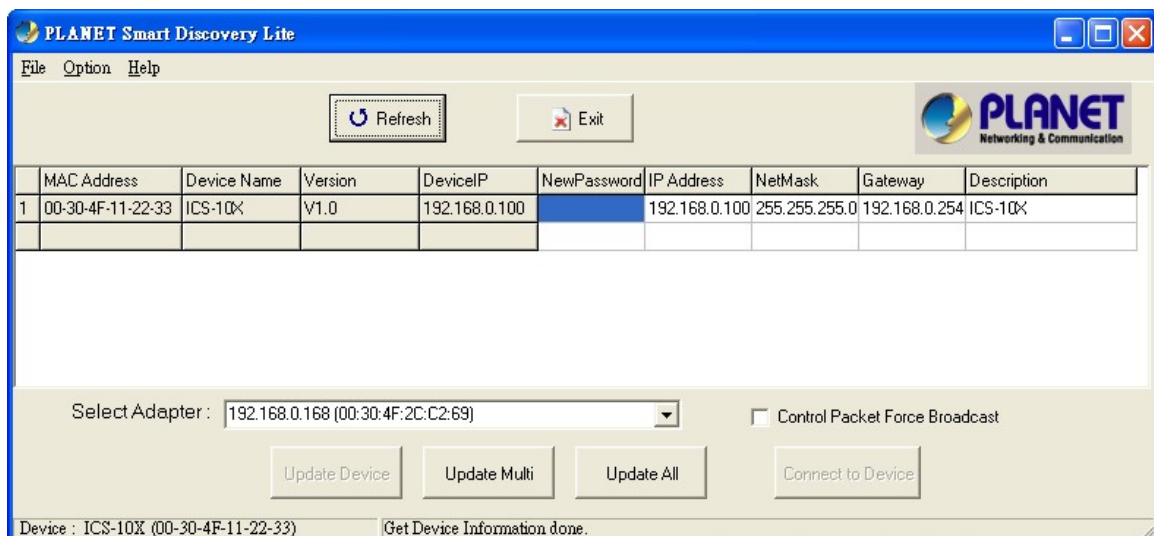 PLANET Smart Discovery Lite
File Option Help
Refresh Exit PLANET
Networking & Communication
MAC Address Device Name Version DeviceIP NewPassword IP Address NetMask Gateway Description
1 00-30-4F-11-22-33 ICS-10X V1.0 192.168.0.100 192.168.0.100 255.255.255.0 192.168.0.254 ICS-10X
Select Adapter : 192.168.0.168 (00:30:4F:2C:C2:69) Control Packet Force Broadcast
Update Device Update Multi Update All Connect to Device
Device : ICS-10X (00-30-4F-11-22-33) Get Device Information done.